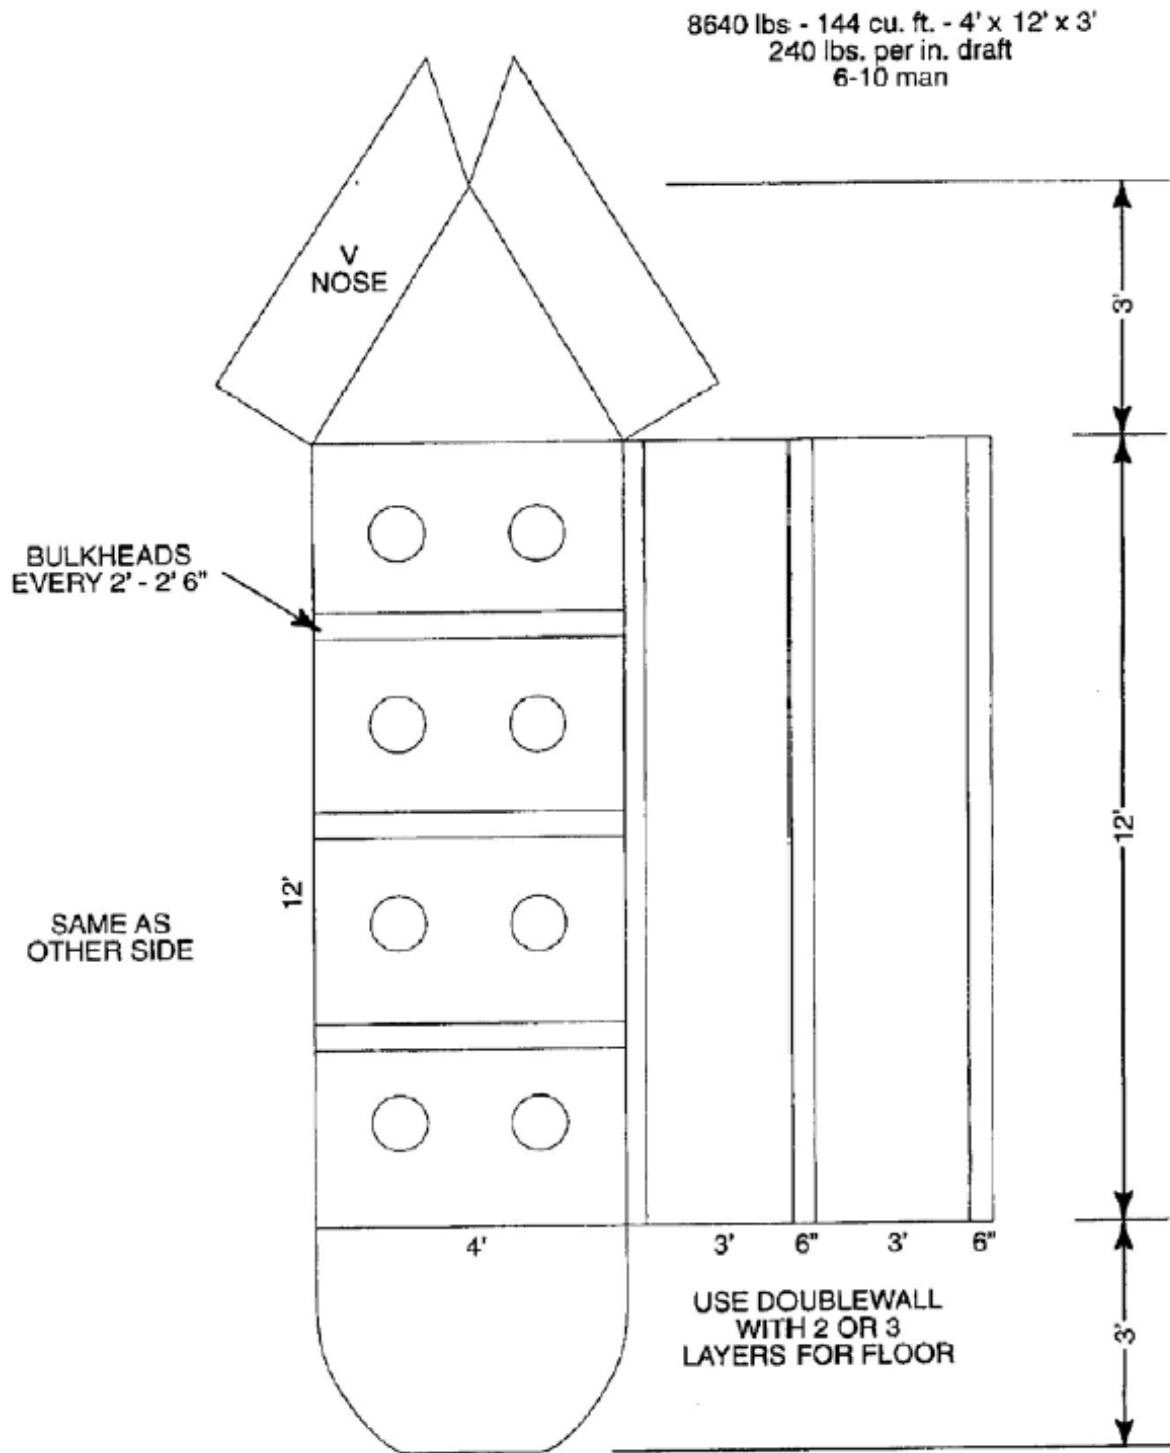 8640 lbs - 144 cu. ft. - 4' x 12' x 3'
240 lbs. per in. draft
6-10 man
V
NOSE
3'
BULKHEADS
EVERY 2' - 2' 6"
12'
12'
SAME AS
OTHER SIDE
4'
3' 6" 3' 6"
USE DOUBLEWALL
WITH 2 OR 3
LAYERS FOR FLOOR
3'